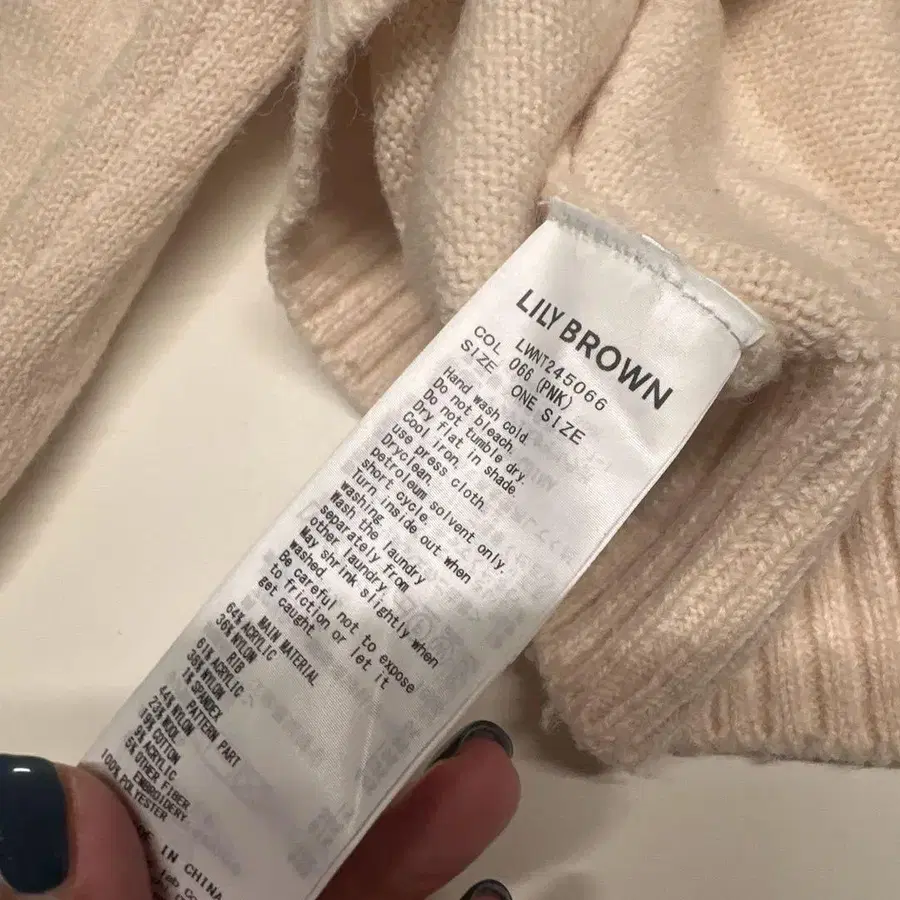 LILY BROWN
LWNT245066
COL 066 (PNK)
SIZE ONE SIZE
Hand wash cold.
Do not bleach.
Do not tumble dry.
Dry flat in shade.
Cool iron.
use press cloth
Dryclean.
petroleum solvent only.
short cycle.
Turn inside out when
washing.
Wash the laundry
separately from
other laundry.
May shrink slightly when
washed.
Be careful not to expose
to friction or let it
get caught.
MAIN MATERIAL
64% ACRYLIC
36% NYLON
RIB
61% ACRYLIC
38% NYLON
1% SPANDEX
PATTERN PART
44% NYLON
23% WOOL
19% COTTON
9% ACRYLIC
5% OTHER FIBER
EMBROIDERY
100% POLYESTER
IN CHINA